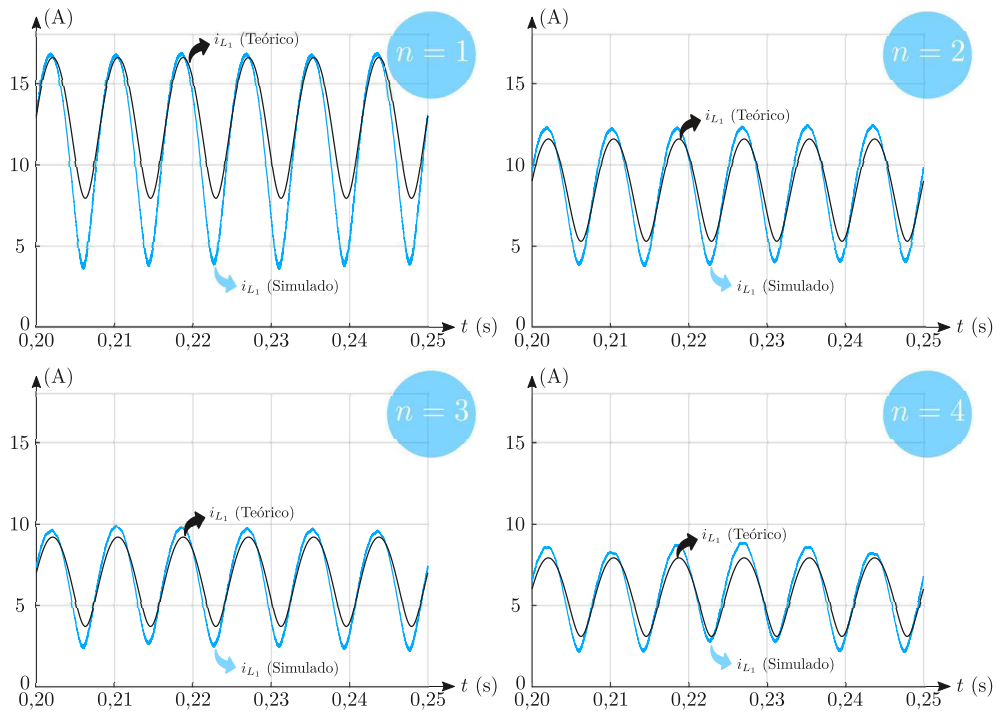 (A)
n = 1
i_{L_1} (Teórico)
15
10
5
0
i_{L_1} (Simulado)
0,20 0,21 0,22 0,23 0,24 0,25
t (s)
(A)
n = 2
i_{L_1} (Teórico)
15
10
5
0
i_{L_1} (Simulado)
0,20 0,21 0,22 0,23 0,24 0,25
t (s)
(A)
n = 3
i_{L_1} (Teórico)
15
10
5
0
i_{L_1} (Simulado)
0,20 0,21 0,22 0,23 0,24 0,25
t (s)
(A)
n = 4
i_{L_1} (Teórico)
15
10
5
0
i_{L_1} (Simulado)
0,20 0,21 0,22 0,23 0,24 0,25
t (s)